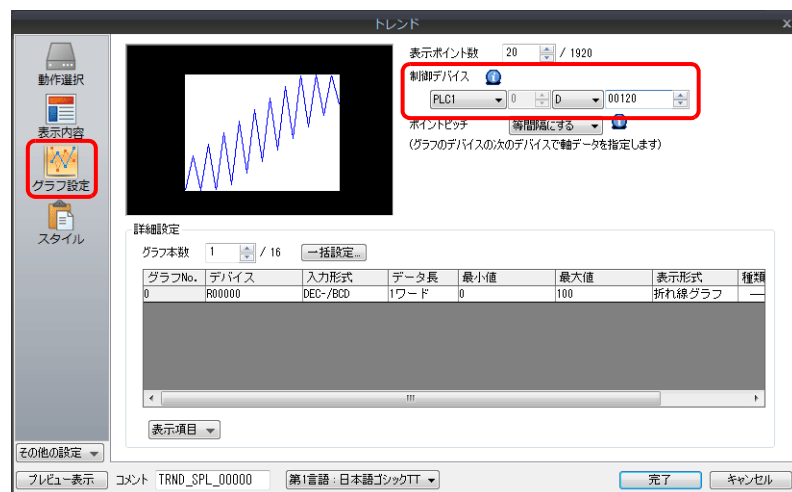 トレンド
動作選択
表示内容
グラフ設定
スタイル
その他の設定
表示ポイント数 20 / 1920
制御デバイス
PLC1 0 D 00120
ポイントピッチ 等間隔にする
(グラフのデバイスの次のデバイスで軸データを指定します)
詳細設定
グラフ本数 1 / 16 一括設定...
グラフNo. デバイス 入力形式 データ長 最小値 最大値 表示形式 種類
0 R00000 DEC-/BCD 1ワード 0 100 折れ線グラフ —
表示項目
プレビュー表示 コメント TRND_SPL_00000 第1言語:日本語ゴシックTT 完了 キャンセル